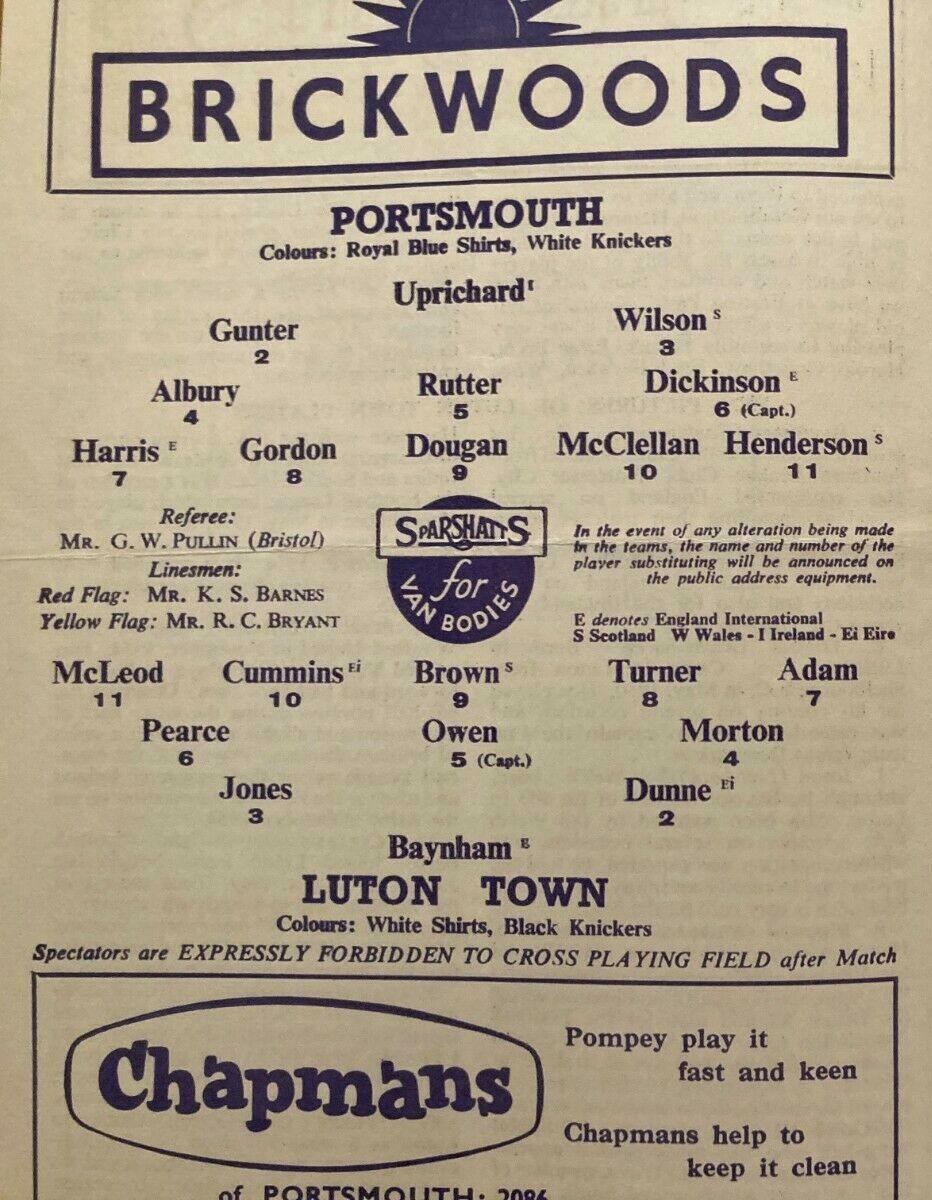 BRICKWOODS
PORTSMOUTH
Colours: Royal Blue Shirts, White Knickers
Uprichard I
Gunter
2
Wilson S
3
Albury
4
Rutter
5
Dickinson E
6 (Capt.)
Harris E
7
Gordon
8
Dougan
9
McClellan
10
Henderson S
11
Referee:
MR. G. W. PULLIN (Bristol)
Linesmen:
Red Flag: MR. K. S. BARNES
Yellow Flag: MR. R. C. BRYANT
SPARSHATTS
for
VAN BODIES
In the event of any alteration being made
in the teams, the name and number of the
player substituting will be announced on
the public address equipment.
E denotes England International
S Scotland W Wales - I Ireland - Ei Eire
McLeod
11
Cummins Ei
10
Brown S
9
Turner
8
Adam
7
Pearce
6
Owen
5 (Capt.)
Morton
4
Jones
3
Dunne Ei
2
Baynham E
LUTON TOWN
Colours: White Shirts, Black Knickers
Spectators are EXPRESSLY FORBIDDEN TO CROSS PLAYING FIELD after Match
Chapmans
Pompey play it
fast and keen
Chapmans help to
keep it clean
of PORTSMOUTH: